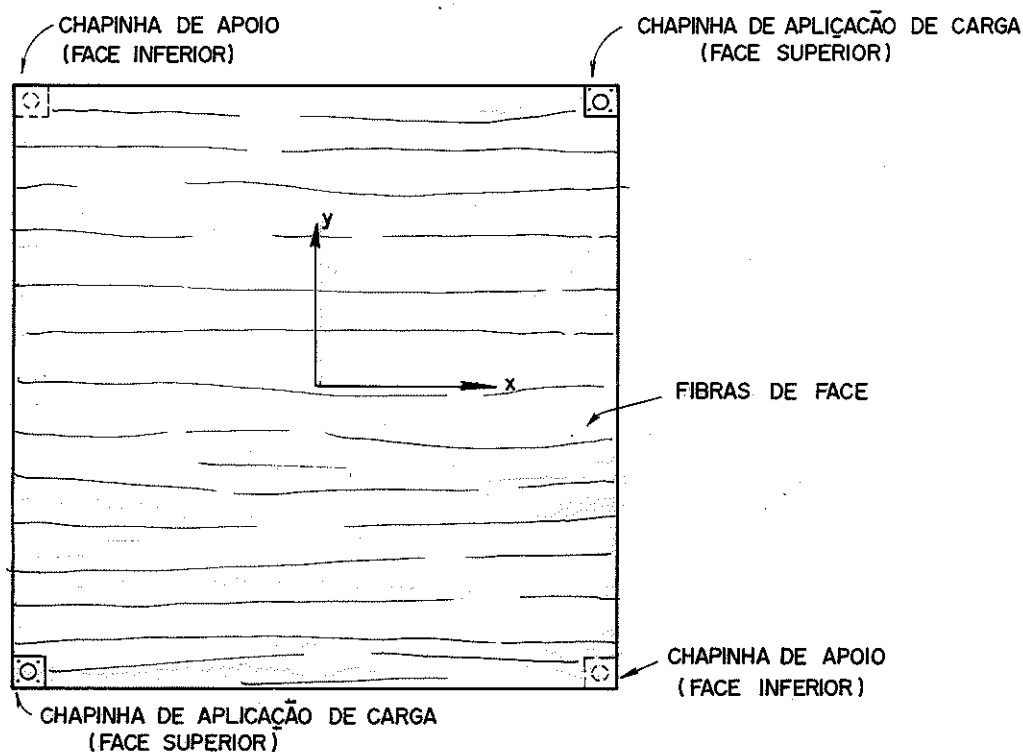 CHAPINHA DE APOIO
(FACE INFERIOR)
CHAPINHA DE APLICAÇÃO DE CARGA
(FACE SUPERIOR)
y
x
FIBRAS DE FACE
CHAPINHA DE APOIO
(FACE INFERIOR)
CHAPINHA DE APLICAÇÃO DE CARGA
(FACE SUPERIOR)